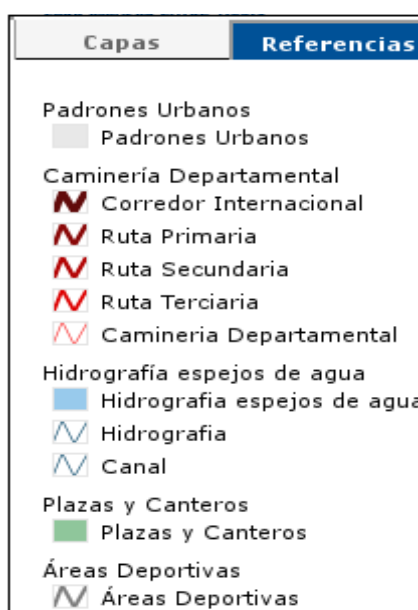 Capas
Referencias
Padrones Urbanos
Padrones Urbanos
Caminería Departamental
Corredor Internacional
Ruta Primaria
Ruta Secundaria
Ruta Terciaria
Camineria Departamental
Hidrografía espejos de agua
Hidrografia espejos de agua
Hidrografia
Canal
Plazas y Canteros
Plazas y Canteros
Áreas Deportivas
Áreas Deportivas